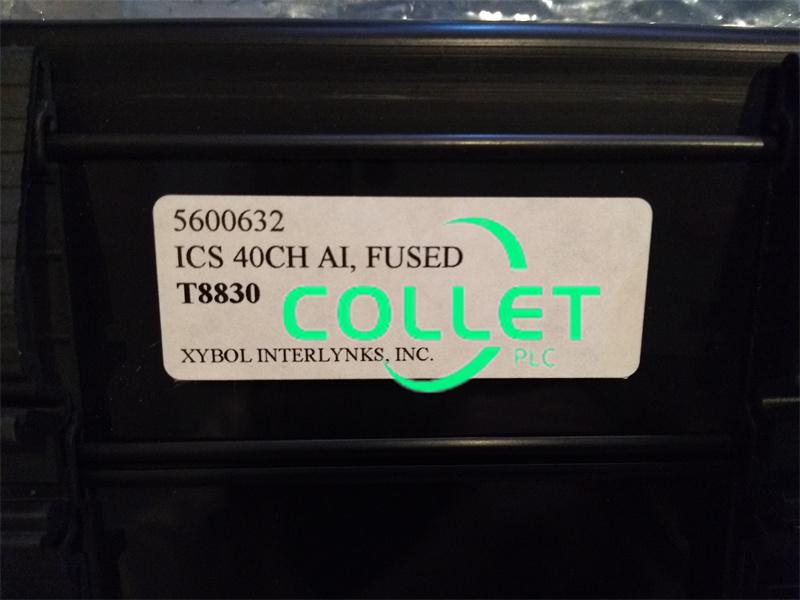 5600632
ICS 40CH AI, FUSED
T8830
COLLET
PLC
XYBOL INTERLYNKS, INC.